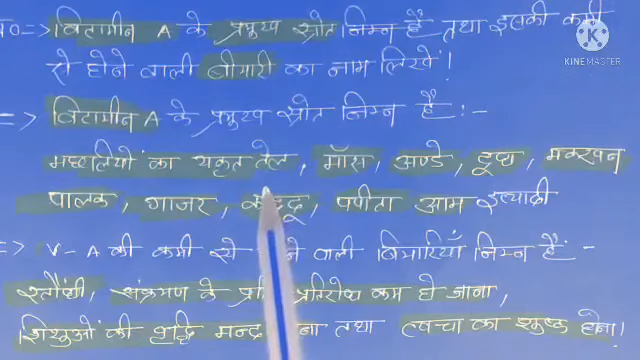 ⇒ विटामीन A के प्रमुख्य स्रोत निम्न है तथा इसकी कमी
KINEMASTER
से होने वाली बीमारी का नाम लिखें!
⇒ विटामीन A के प्रमुख्य स्रोत निम्न है :-
मछलियों का यकृत तेल, माँस, अण्डे, दूध, मक्खन
पालक, गाजर, पपीता आम इत्यादी
⇒ V-A की कमी से वाली बिमारियाँ निम्न हैं:-
रतौंधी, संक्रमण के प्रति प्रतिरोध कम हो जाना,
शिशुओं की वृद्धि मन्द तथा त्वचा का शुष्क होना!